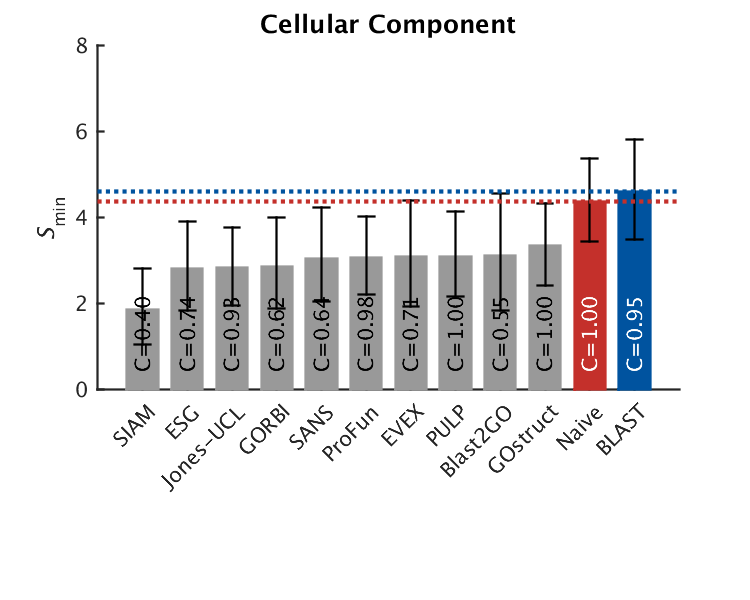 Cellular Component
8
6
4
2
0
Smin
C=0.40
C=0.74
C=0.93
C=0.62
C=0.64
C=0.98
C=0.71
C=1.00
C=0.55
C=1.00
C=1.00
C=0.95
SIAM
ESG
Jones-UCL
GORBI
SANS
ProFun
EVEX
PULP
Blast2GO
GOstruct
Naive
BLAST